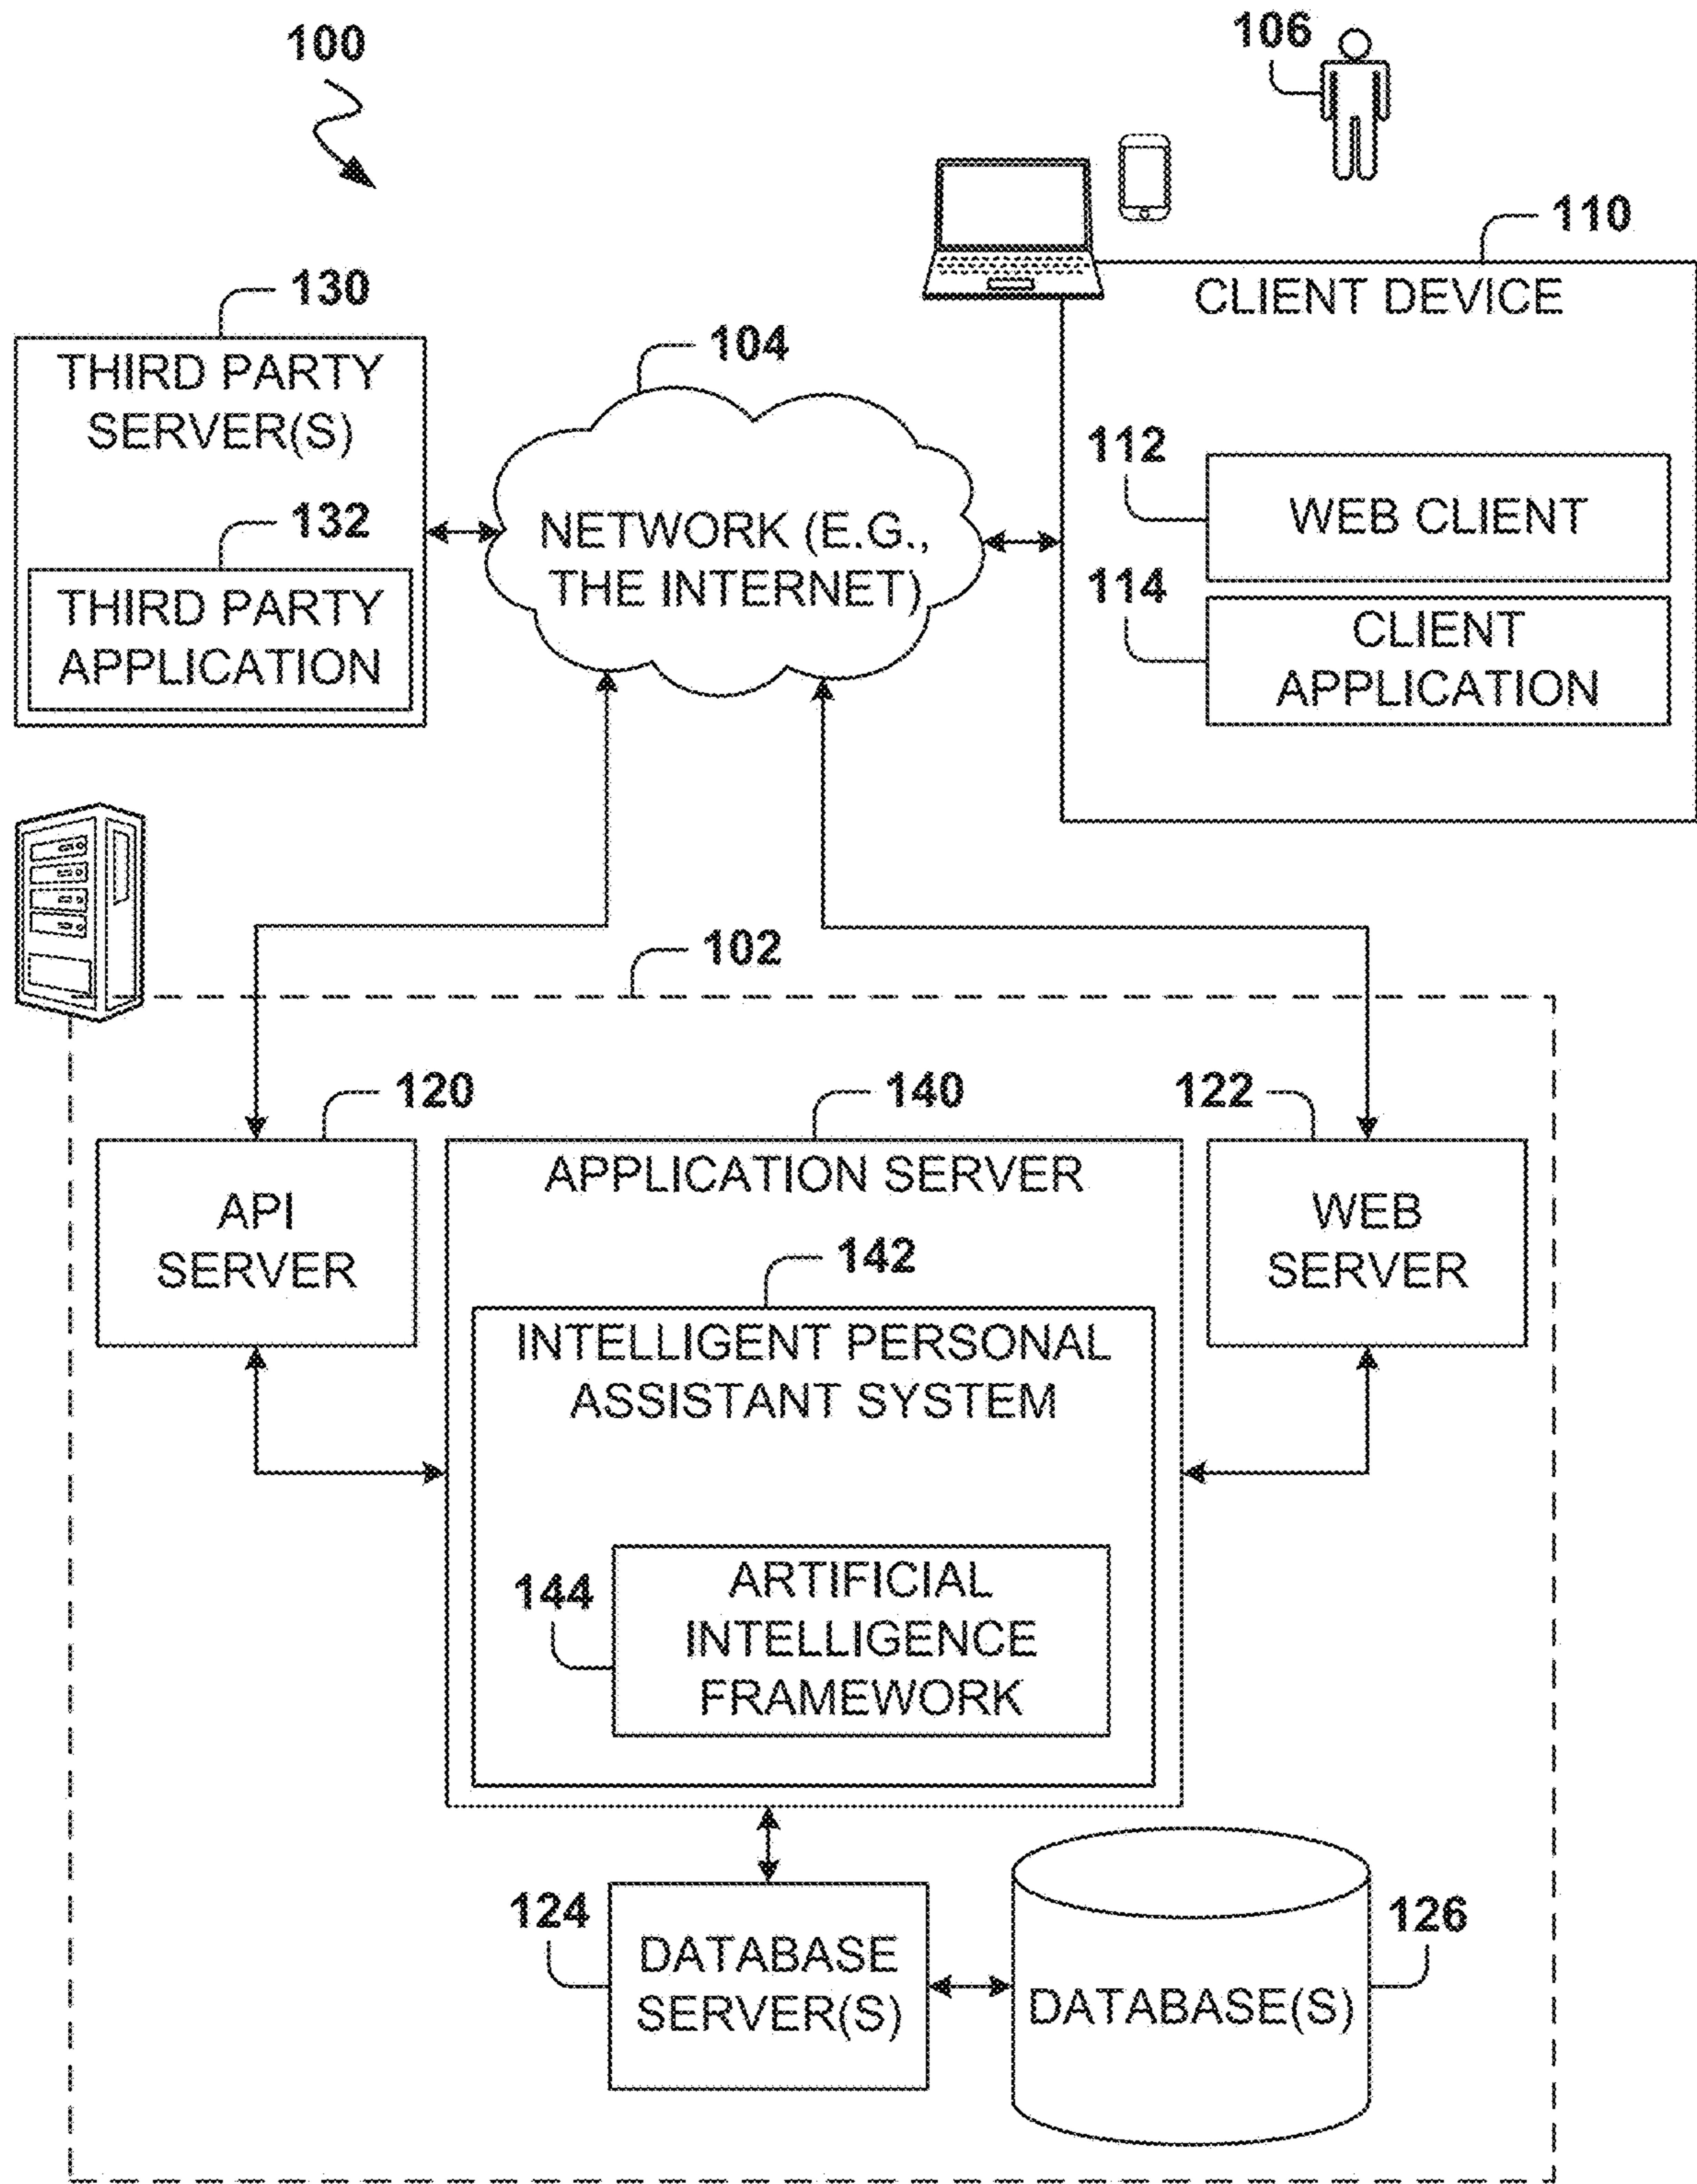 100
106
110
CLIENT DEVICE
130
THIRD PARTY
SERVER(S)
104
112
WEB CLIENT
132
NETWORK (E.G.,
THE INTERNET)
THIRD PARTY
APPLICATION
114
CLIENT
APPLICATION
102
120
140
122
API
SERVER
APPLICATION SERVER
WEB
SERVER
142
INTELLIGENT PERSONAL
ASSISTANT SYSTEM
144
ARTIFICIAL
INTELLIGENCE
FRAMEWORK
124
DATABASE
SERVER(S)
126
DATABASE(S)